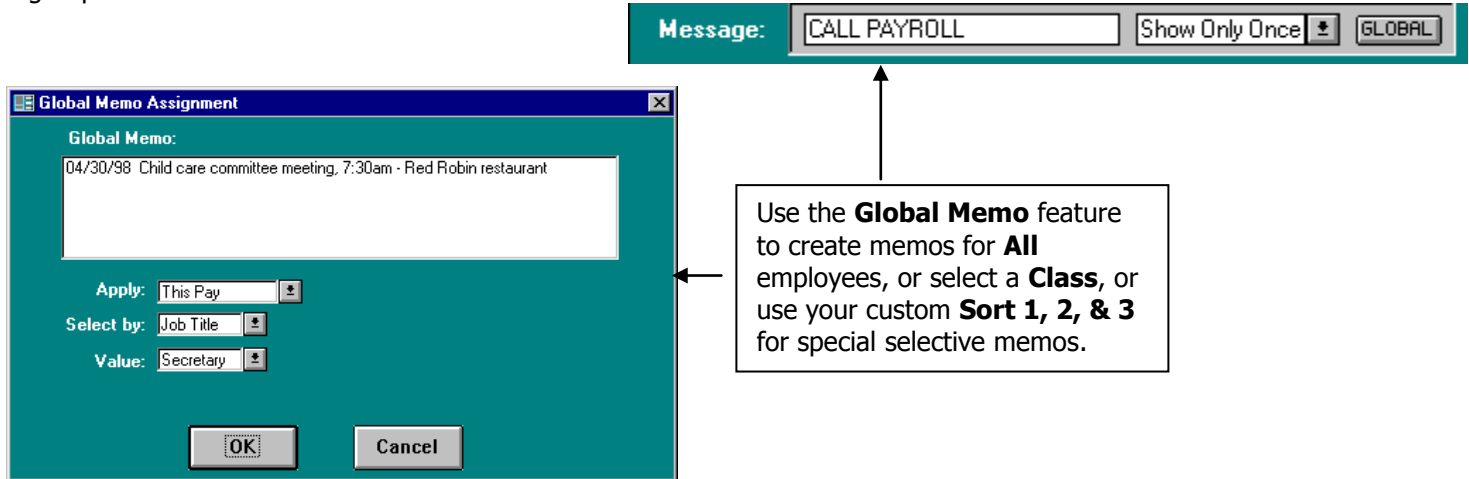 Message: CALL PAYROLL Show Only Once GLOBAL
Global Memo Assignment
Global Memo:
04/30/98 Child care committee meeting, 7:30am - Red Robin restaurant
Apply: This Pay
Select by: Job Title
Value: Secretary
OK Cancel
Use the Global Memo feature
to create memos for All
employees, or select a Class, or
use your custom Sort 1, 2, & 3
for special selective memos.